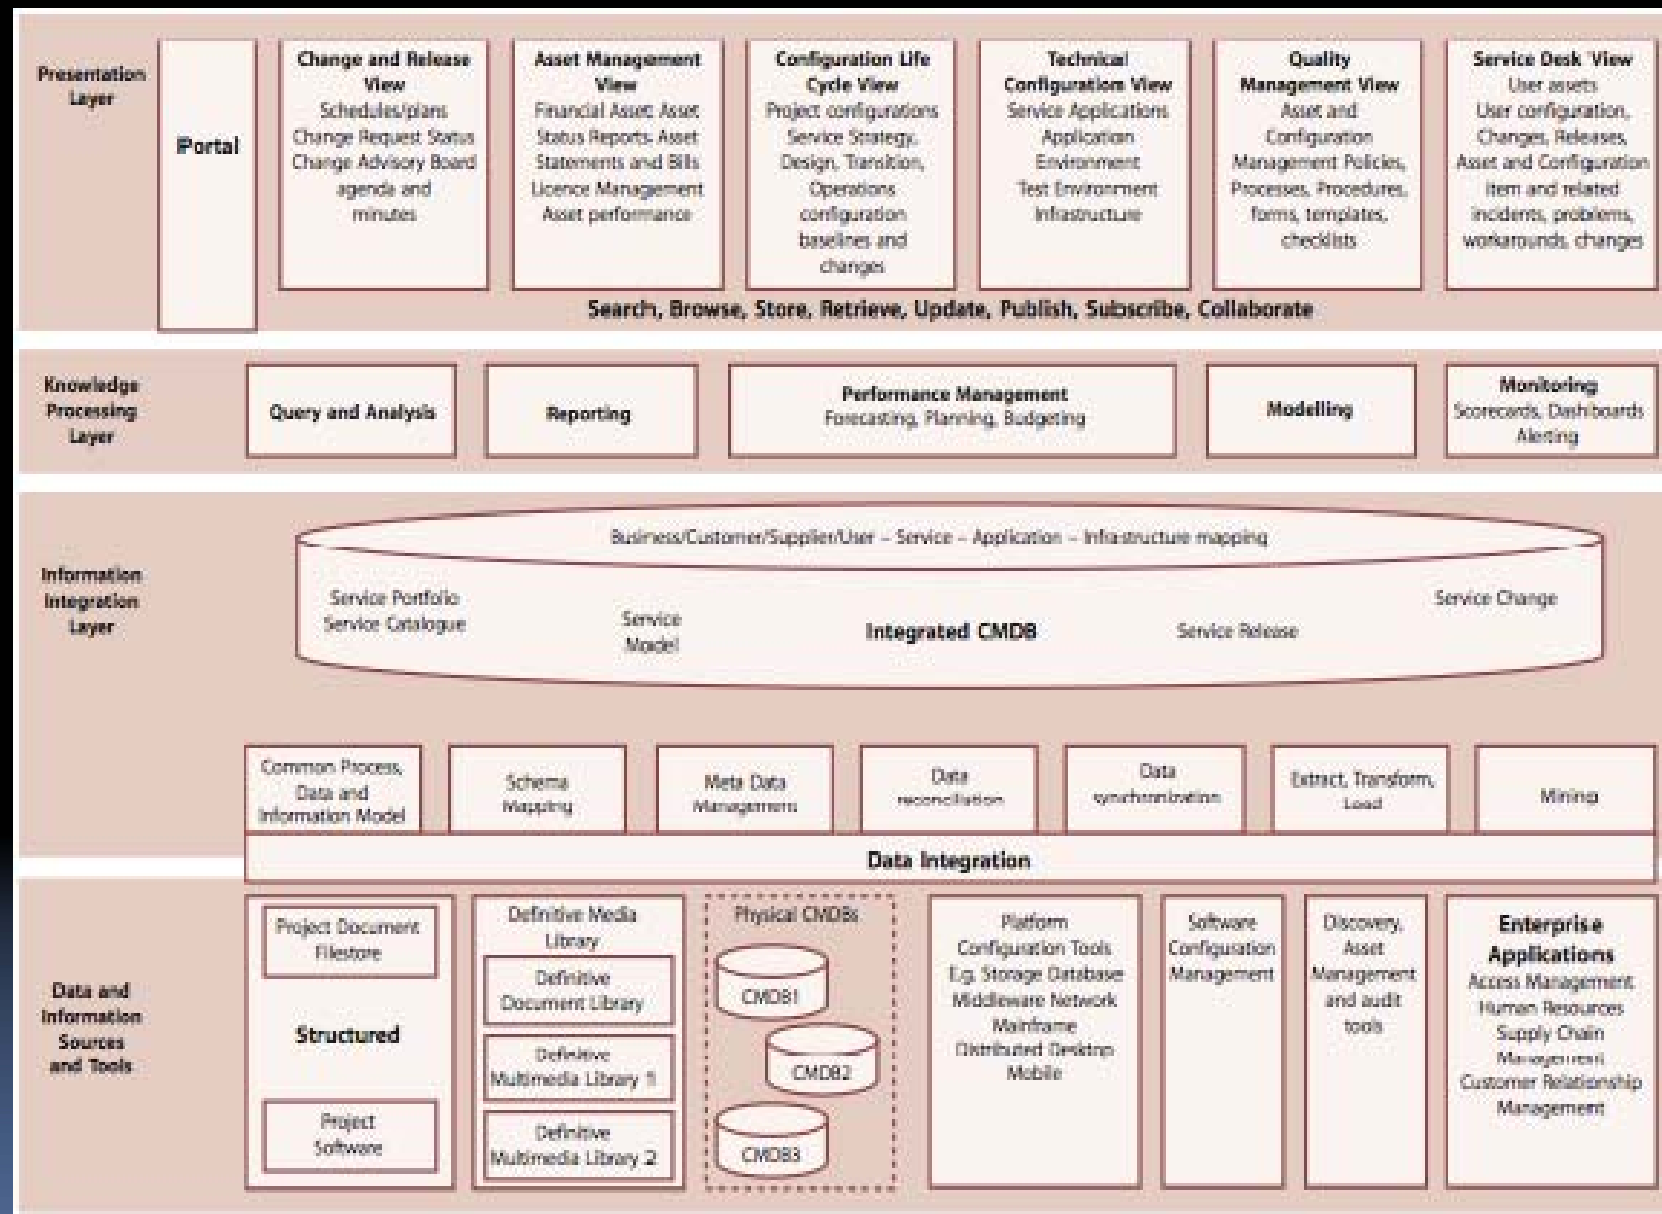 Presentation
Layer
Portal
Change and Release
View
Schedules/plans
Change Request Status
Change Advisory Board
agenda and
minutes
Asset Management
View
Financial Asset Asset
Status Reports Asset
Statements and Bills
Licence Management
Asset performance
Configuration Life
Cycle View
Project configurations
Service Strategy,
Design, Transition,
Operations
configuration
baselines and
changes
Technical
Configuration View
Service Applications
Application
Environment
Test Environment
Infrastructure
Quality
Management View
Asset and
Configuration
Management Policies,
Processes, Procedures,
forms, templates,
checklists
Service Desk View
User assets
User configuration,
Changes, Releases,
Asset and Configuration
item and related
incidents, problems,
workarounds, changes
Search, Browse, Store, Retrieve, Update, Publish, Subscribe, Collaborate
Knowledge
Processing
Layer
Query and Analysis
Reporting
Performance Management
Forecasting, Planning, Budgeting
Modelling
Monitoring
Scorecards, Dashboards
Alerting
Information
Integration
Layer
Business/Customer/Supplier/User – Service – Application – Infrastructure mapping
Service Portfolio
Service Catalogue
Service
Model
Integrated CMDB
Service Release
Service Change
Common Process,
Data and
Information Model
Schema
Mapping
Meta Data
Management
Data
reconciliation
Data
synchronization
Extract, Transform,
Load
Mining
Data Integration
Data and
Information
Sources
and Tools
Project Document
Filestore
Structured
Project
Software
Definitive Media
Library
Definitive
Document Library
Definitive
Multimedia Library 1
Definitive
Multimedia Library 2
Physical CMDBs
CMDB1
CMDB2
CMDB3
Platform
Configuration Tools
E.g. Storage Database
Middleware Network
Mainframe
Distributed Desktop
Mobile
Software
Configuration
Management
Discovery,
Asset
Management
and audit
tools
Enterprise
Applications
Access Management
Human Resources
Supply Chain
Management
Customer Relationship
Management